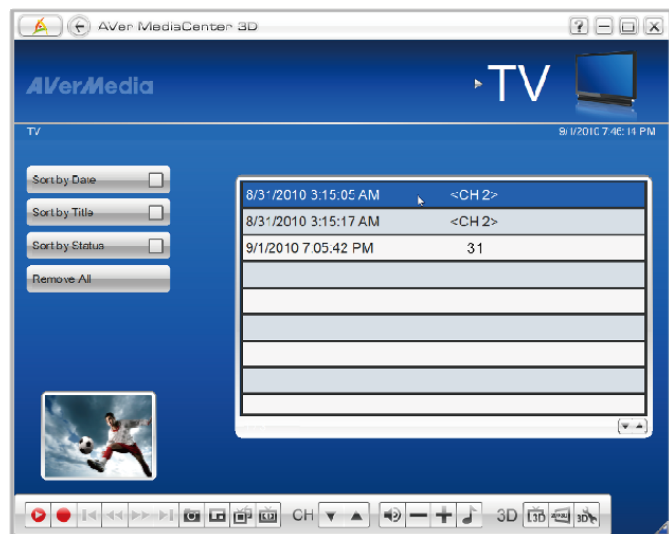 AVer MediaCenter 3D
?
AVerMedia
TV
TV
9/1/2010 7:46:14 PM
Sort by Date
Sort by Title
Sort by Status
Remove All
8/31/2010 3:15:05 AM <CH 2>
8/31/2010 3:15:17 AM <CH 2>
9/1/2010 7:05:42 PM 31
CH 3D